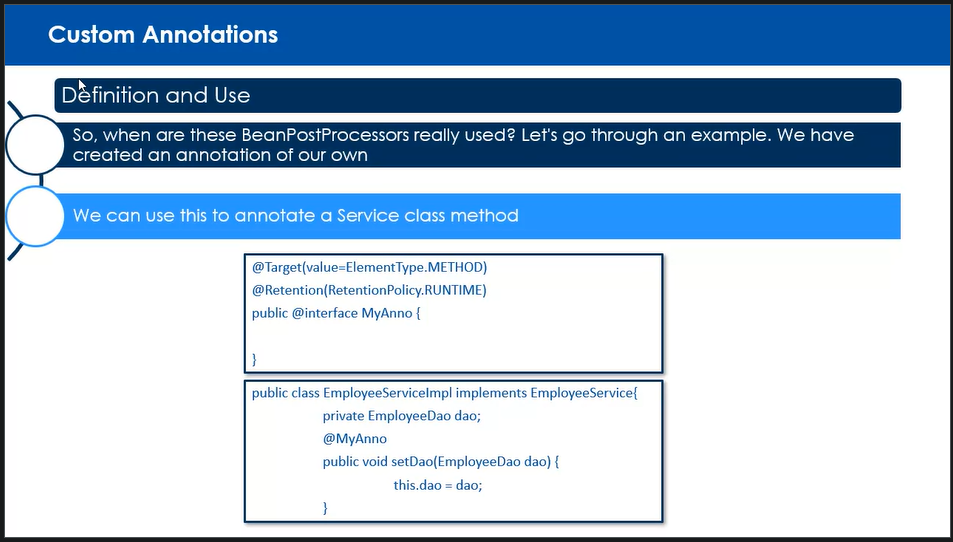 Custom Annotations
Definition and Use
So, when are these BeanPostProcessors really used? Let's go through an example. We have
created an annotation of our own
We can use this to annotate a Service class method
@Target(value=ElementType.METHOD)
@Retention(RetentionPolicy.RUNTIME)
public @interface MyAnno {
}
public class EmployeeServiceImpl implements EmployeeService{
private EmployeeDao dao;
@MyAnno
public void setDao(EmployeeDao dao) {
this.dao = dao;
}